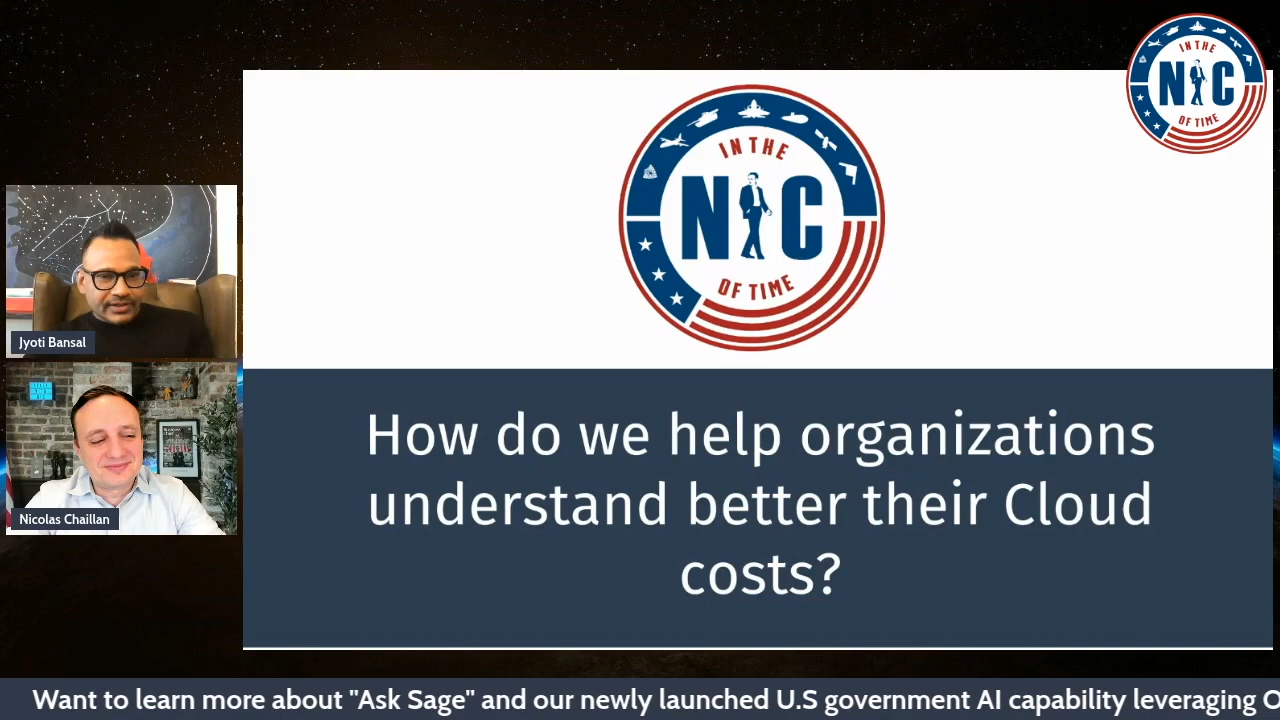 IN THE
NIC
OF TIME
IN THE
NIC
OF TIME
Jyoti Bansal
Nicolas Chaillan
How do we help organizations
understand better their Cloud
costs?
Want to learn more about "Ask Sage" and our newly launched U.S government AI capability leveraging O